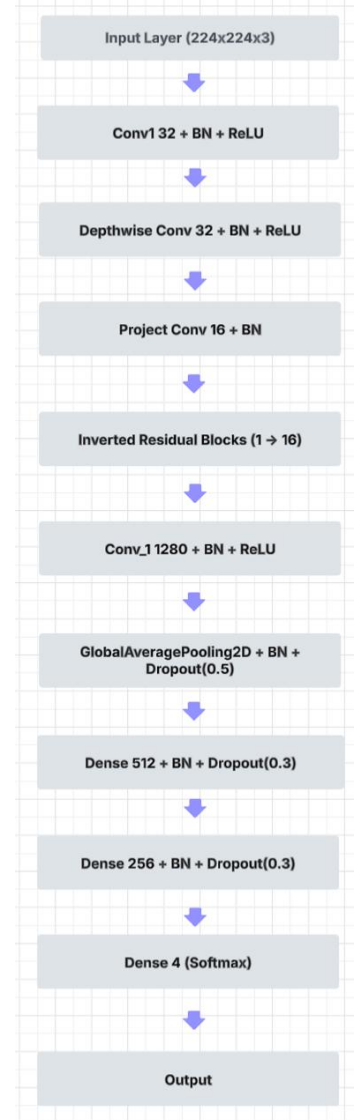 Input Layer (224x224x3)
Conv1 32 + BN + ReLU
Depthwise Conv 32 + BN + ReLU
Project Conv 16 + BN
Inverted Residual Blocks (1 → 16)
Conv_1 1280 + BN + ReLU
GlobalAveragePooling2D + BN +
Dropout(0.5)
Dense 512 + BN + Dropout(0.3)
Dense 256 + BN + Dropout(0.3)
Dense 4 (Softmax)
Output